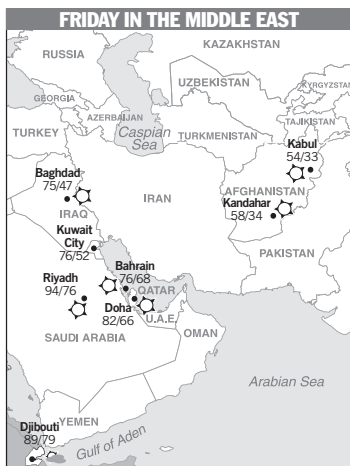 FRIDAY IN THE MIDDLE EAST
KAZAKHSTAN
RUSSIA
UZBEKISTAN
KYRGYZSTAN
GEORGIA
AZERBAIJAN
TAJIKISTAN
TURKEY
Caspian
Sea
TURKMENISTAN
Kabul
54/33
Baghdad
75/47
IRAN
AFGHANISTAN
Kandahar
58/34
IRAQ
Kuwait
City
76/52
PAKISTAN
Riyadh
94/76
Bahrain
76/68
QATAR
Doha
82/66
U.A.E.
SAUDI ARABIA
OMAN
Arabian Sea
YEMEN
Djibouti
89/79
Gulf of Aden